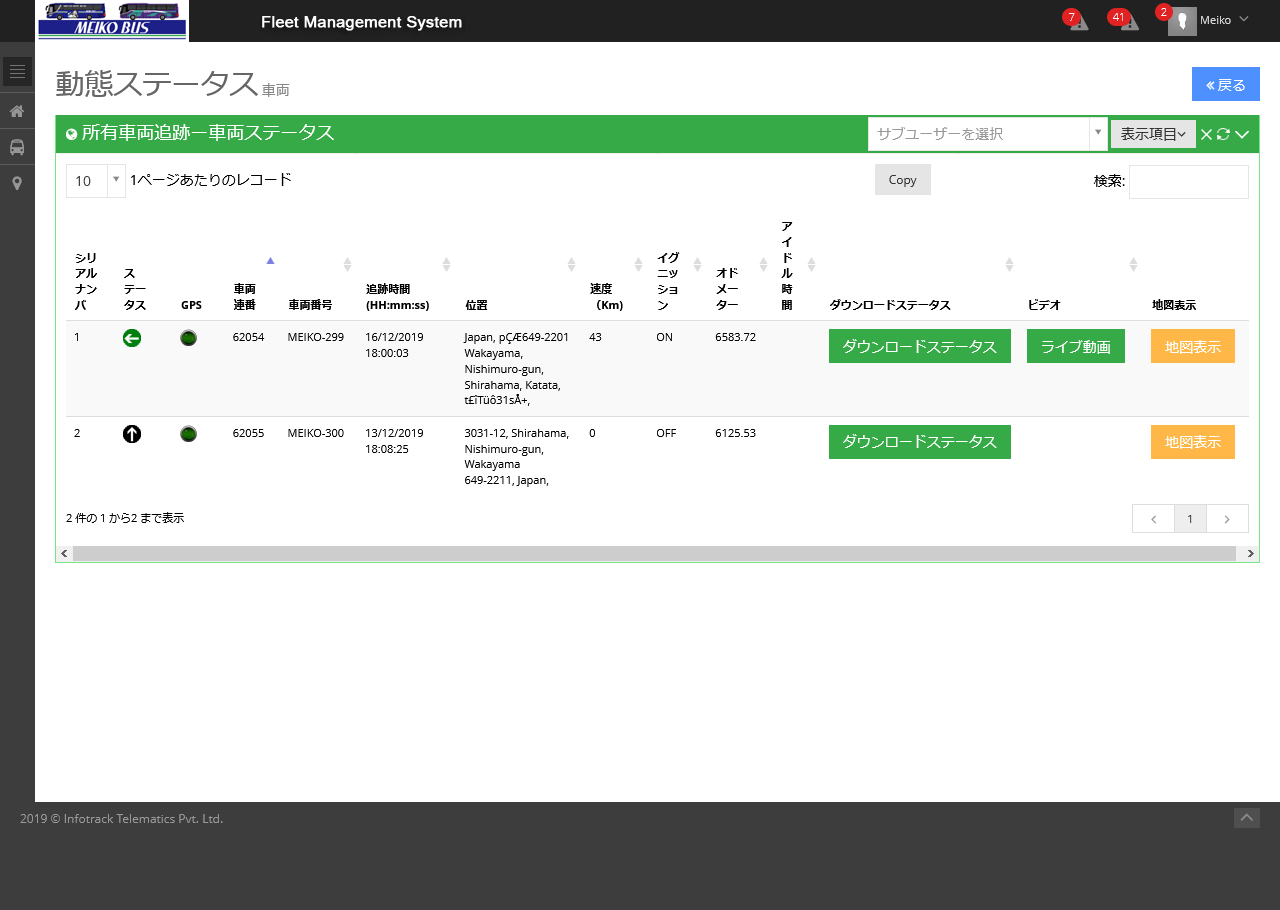 MEIKO BUS
Fleet Management System
7
41
2
Meiko
動態ステータス 車両
«戻る
所有車両追跡ー車両ステータス
サブユーザーを選択
表示項目
10 1ページあたりのレコード
Copy
検索:
シリアルナンバ
ステータス
GPS
車両連番
車両番号
追跡時間 (HH:mm:ss)
位置
速度 (Km)
イグニッション
オドメーター
アイドル時間
ダウンロードステータス
ビデオ
地図表示
1
62054
MEIKO-299
16/12/2019
18:00:03
Japan, pÇÆ649-2201
Wakayama,
Nishimuro-gun,
Shirahama, Katata,
t£îTüô31sÅ+,
43
ON
6583.72
ダウンロードステータス
ライブ動画
地図表示
2
62055
MEIKO-300
13/12/2019
18:08:25
3031-12, Shirahama,
Nishimuro-gun,
Wakayama
649-2211, Japan,
0
OFF
6125.53
ダウンロードステータス
地図表示
2 件の 1 から2 まで表示
1
2019 © Infotrack Telematics Pvt. Ltd.